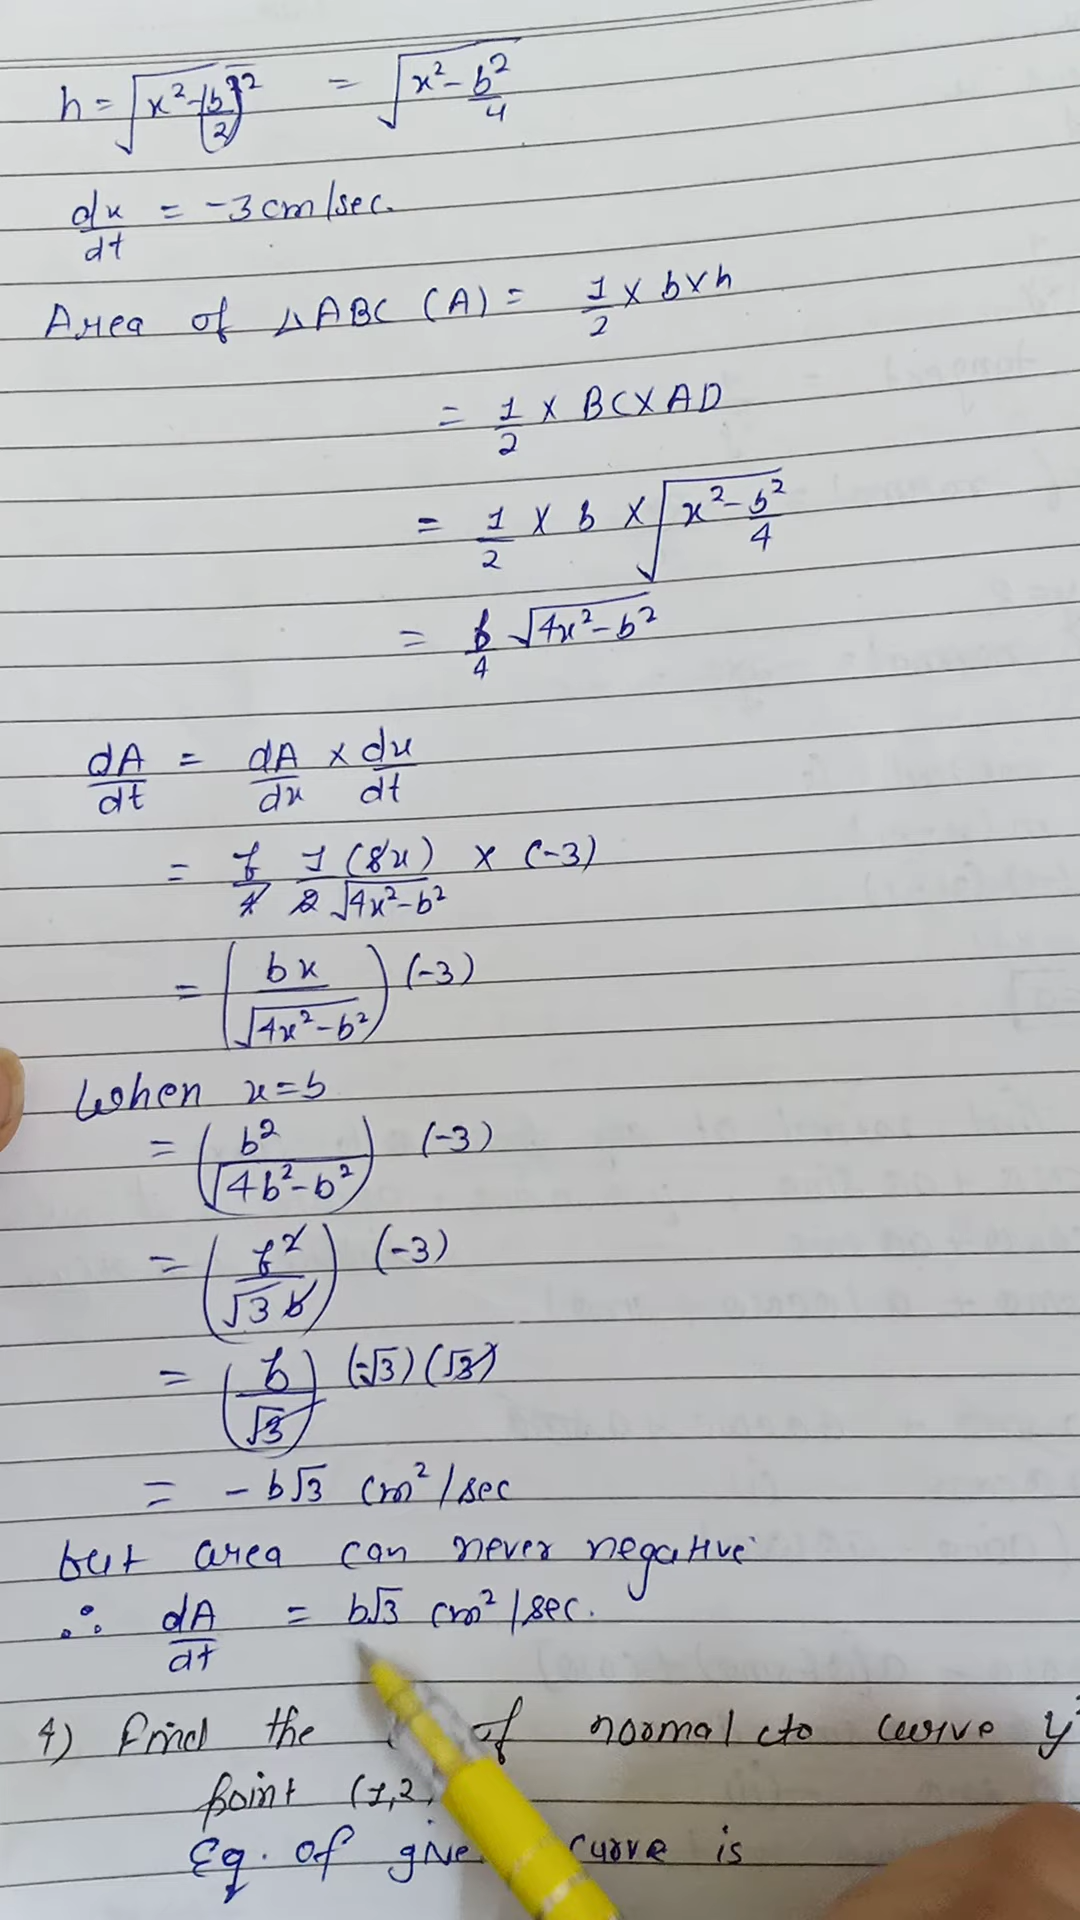 h = √(x² - (b/2)²) = √(x² - b²/4)
dx/dt = -3 cm/sec.
Area of △ABC (A) = 1/2 × b × h
= 1/2 × BC × AD
= 1/2 × b × √(x² - b²/4)
= b/4 √(4x² - b²)
dA/dt = dA/dx × dx/dt
= b/4 1(8x)/2√(4x² - b²) × (-3)
= (bx/√(4x² - b²)) (-3)
When x = b
= (b²/√(4b² - b²)) (-3)
= (b²/√3 b) (-3)
= (b/√3) (-√3) (√3)
= - b√3 cm²/sec
but area can never negative
∴ dA/dt = b√3 cm²/sec.
4) Find the of normal to curve y
point (1,2
Eq. of curve is